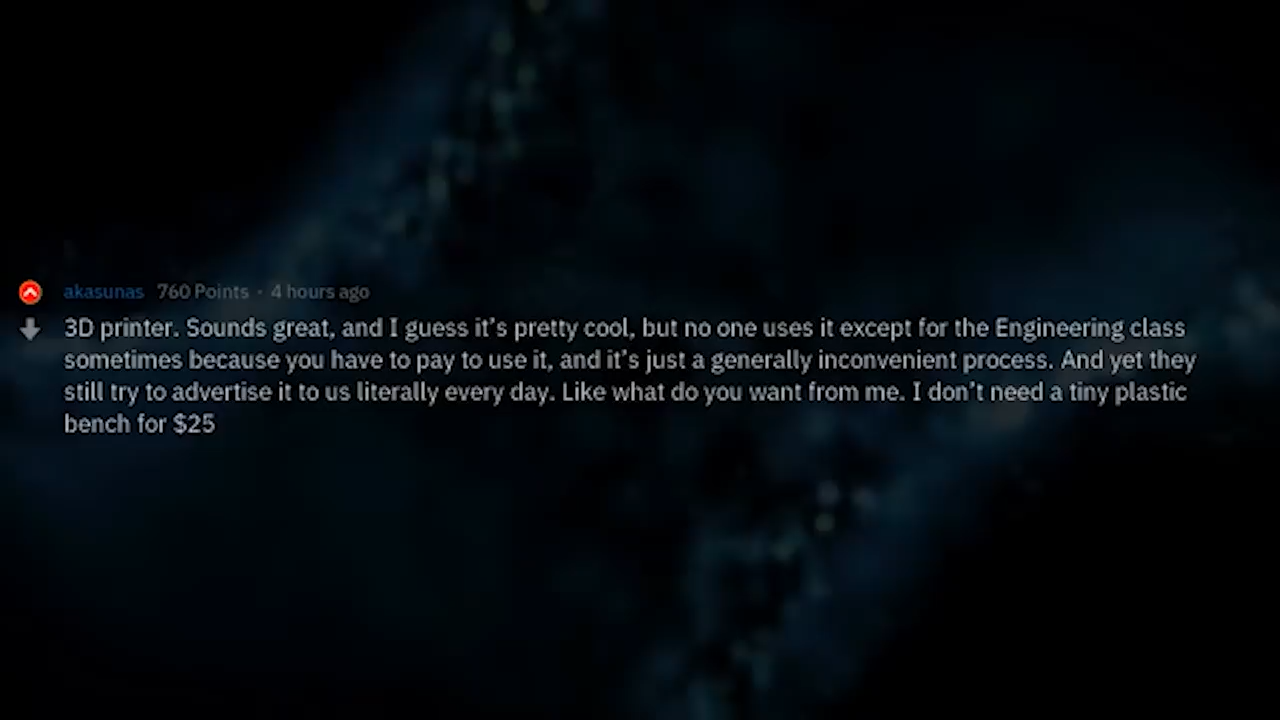 akasunas 760 Points · 4 hours ago
3D printer. Sounds great, and I guess it's pretty cool, but no one uses it except for the Engineering class
sometimes because you have to pay to use it, and it's just a generally inconvenient process. And yet they
still try to advertise it to us literally every day. Like what do you want from me. I don't need a tiny plastic
bench for $25